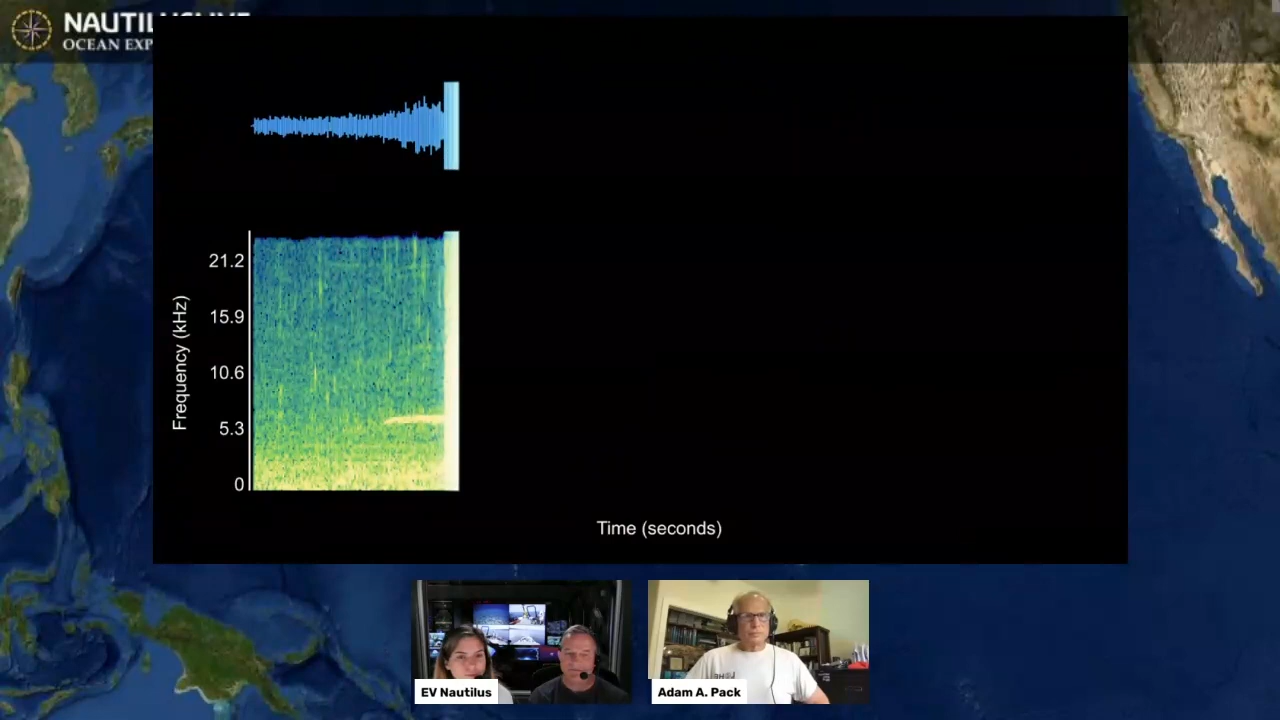 NAUTIL
OCEAN EXP
21.2
15.9
10.6
5.3
0
Frequency (kHz)
Time (seconds)
EV Nautilus
Adam A. Pack